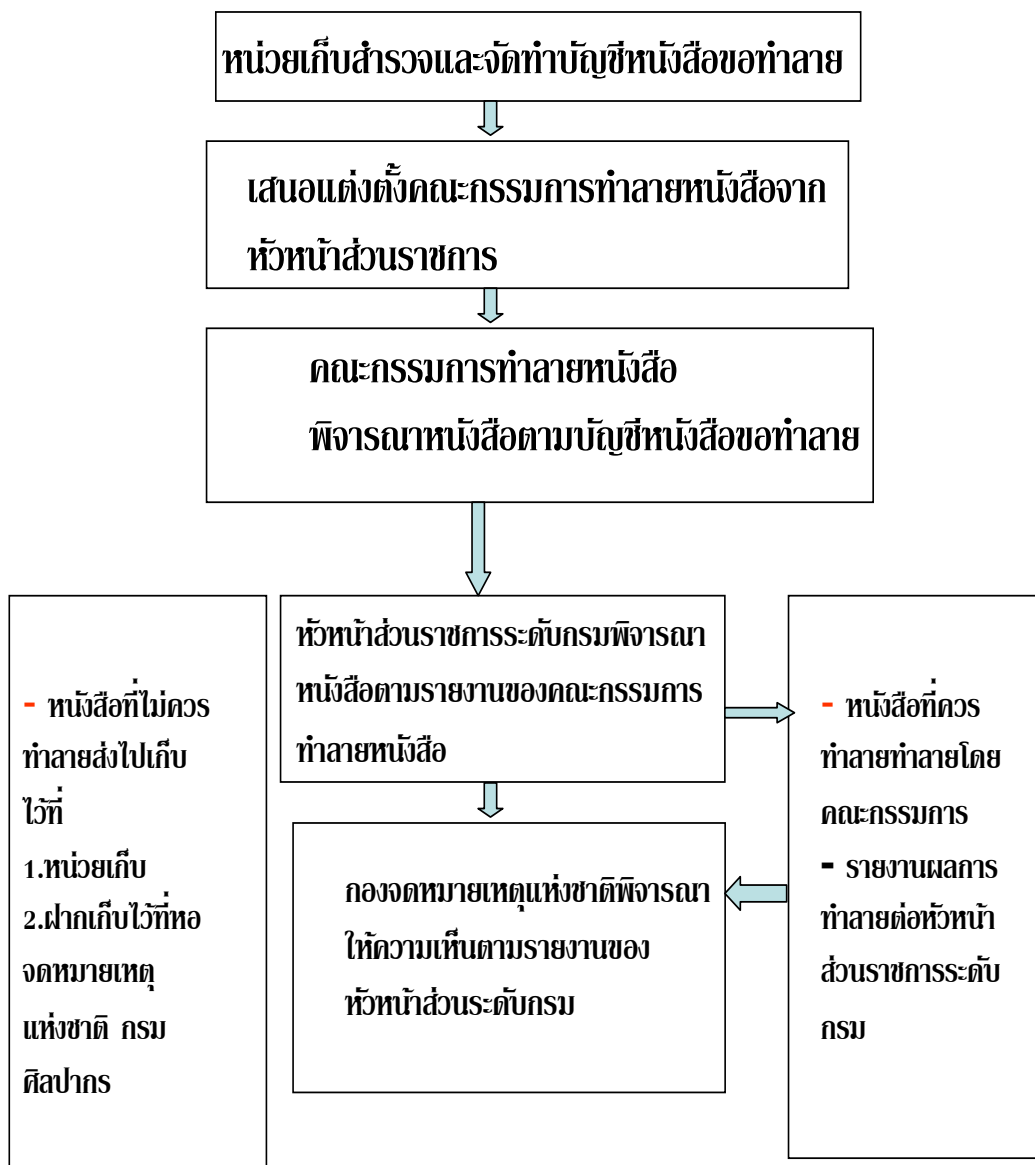 หน่วยเก็บสำรวจและจัดทำบัญชีหนังสือขอทำลาย
เสนอแต่งตั้งคณะกรรมการทำลายหนังสือจาก
หัวหน้าส่วนราชการ
คณะกรรมการทำลายหนังสือ
พิจารณาหนังสือตามบัญชีหนังสือขอทำลาย
- หนังสือที่ไม่ควร
ทำลายส่งไปเก็บ
ไว้ที่
1.หน่วยเก็บ
2.ฝากเก็บไว้ที่หอ
จดหมายเหตุ
แห่งชาติ กรม
ศิลปากร
หัวหน้าส่วนราชการระดับกรมพิจารณา
หนังสือตามรายงานของคณะกรรมการ
ทำลายหนังสือ
กองจดหมายเหตุแห่งชาติพิจารณา
ให้ความเห็นตามรายงานของ
หัวหน้าส่วนระดับกรม
- หนังสือที่ควร
ทำลายทำลายโดย
คณะกรรมการ
- รายงานผลการ
ทำลายต่อหัวหน้า
ส่วนราชการระดับ
กรม